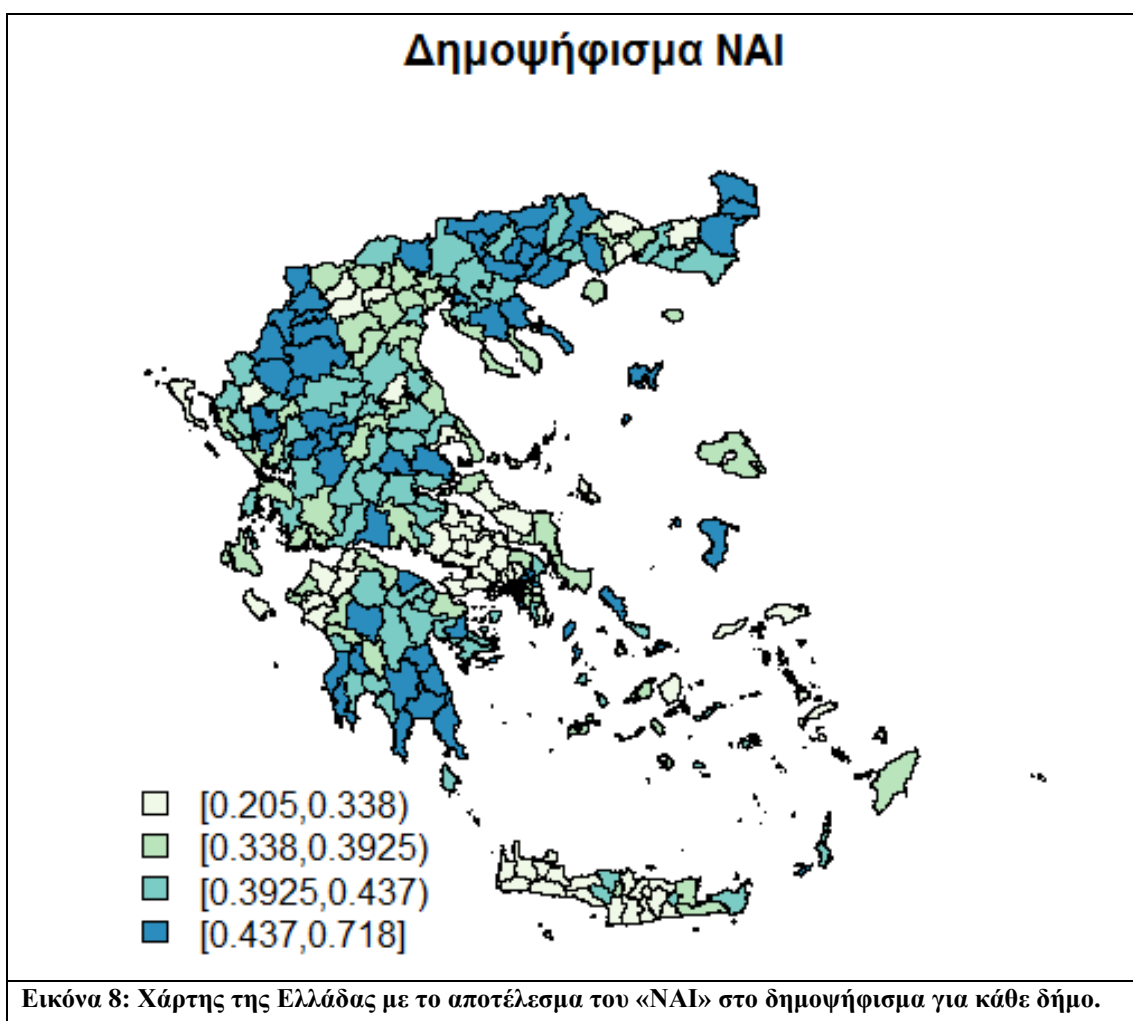 Δημοψήφισμα ΝΑΙ
[0.205,0.338)
[0.338,0.3925)
[0.3925,0.437)
[0.437,0.718]
Εικόνα 8: Χάρτης της Ελλάδας με το αποτέλεσμα του «ΝΑΙ» στο δημοψήφισμα για κάθε δήμο.